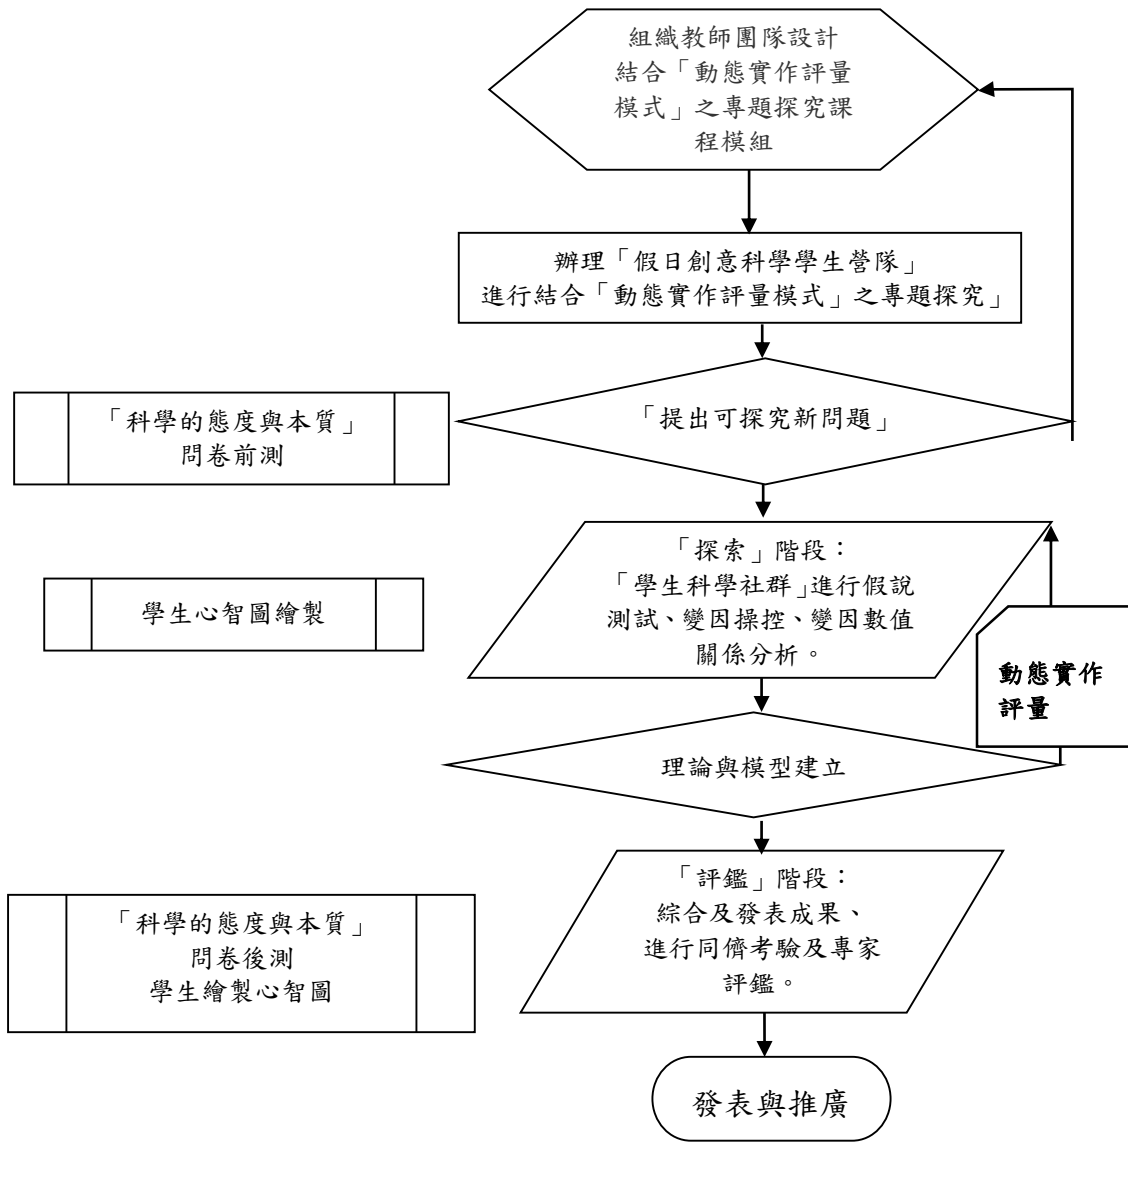 組織教師團隊設計
結合「動態實作評量
模式」之專題探究課
程模組
辦理「假日創意科學學生營隊」
進行結合「動態實作評量模式」之專題探究」
「提出可探究新問題」
「科學的態度與本質」
問卷前測
「探索」階段：
「學生科學社群」進行假說
測試、變因操控、變因數值
關係分析。
學生心智圖繪製
動態實作
評量
理論與模型建立
「評鑑」階段：
綜合及發表成果、
進行同儕考驗及專家
評鑑。
「科學的態度與本質」
問卷後測
學生繪製心智圖
發表與推廣